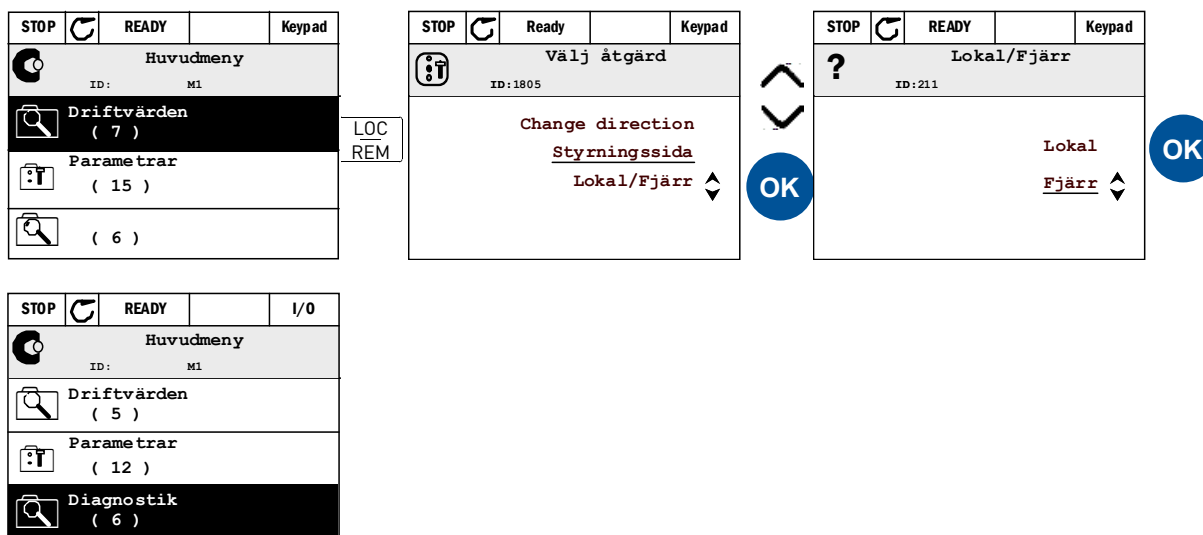 STOP READY Keypad
Huvudmeny
ID: M1
Driftvärden
( 7 )
Parametrar
( 15 )
( 6 )
LOC
REM
STOP Ready Keypad
Välj åtgärd
ID:1805
Change direction
Styrningssida
Lokal/Fjärr
OK
STOP READY Keypad
?
Lokal/Fjärr
ID:211
Lokal
Fjärr
OK
STOP READY I/O
Huvudmeny
ID: M1
Driftvärden
( 5 )
Parametrar
( 12 )
Diagnostik
( 6 )